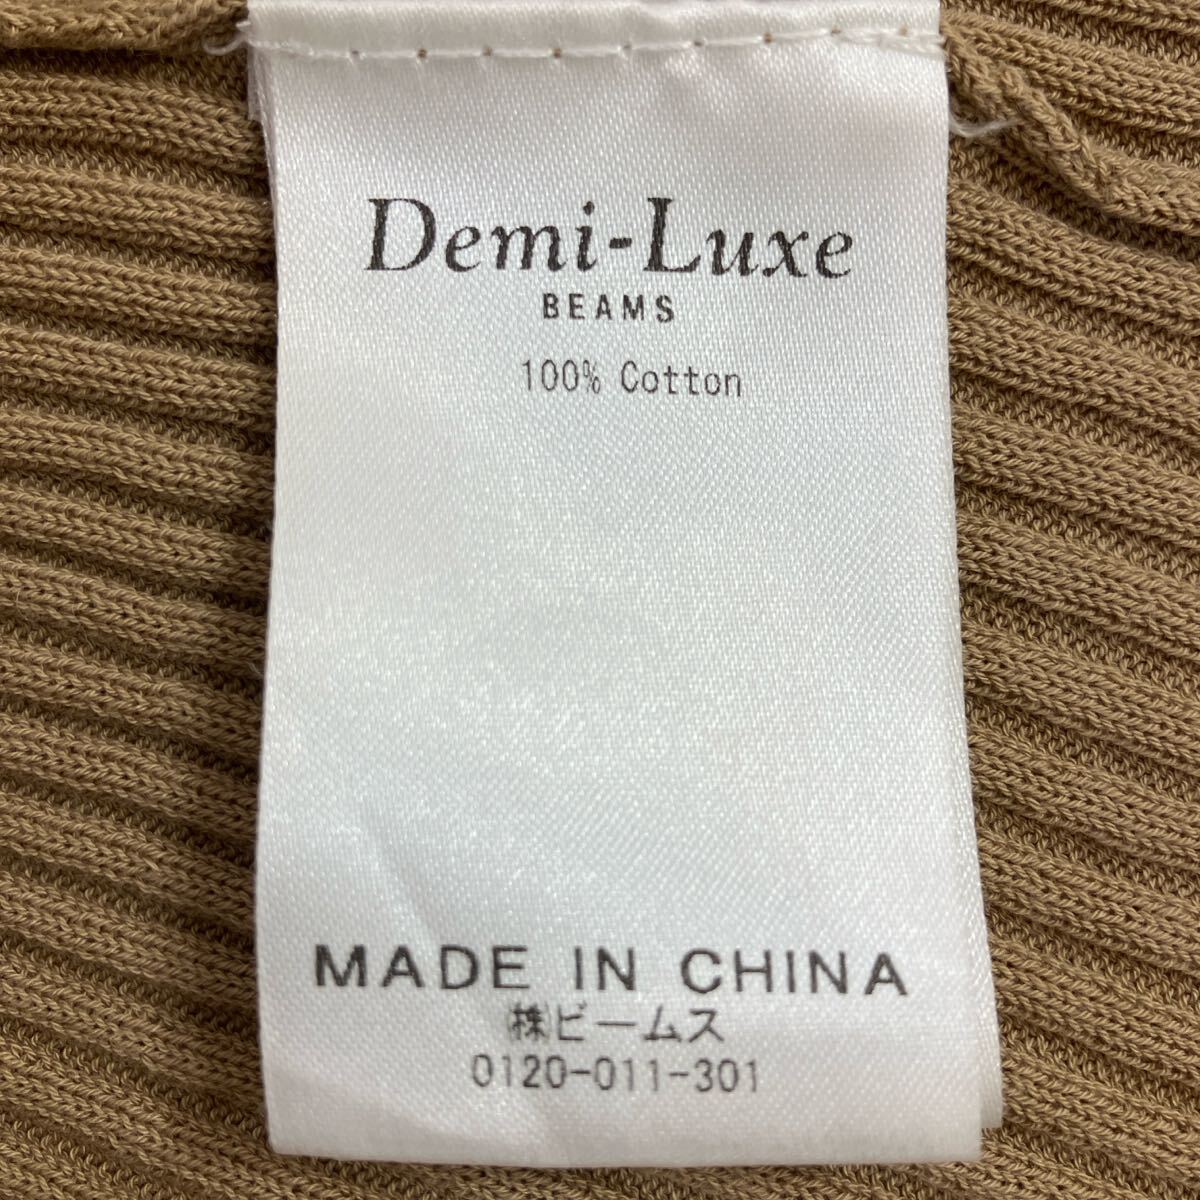 Demi-Luxe
BEAMS
100% Cotton
MADE IN CHINA
㈱ビームス
0120-011-301